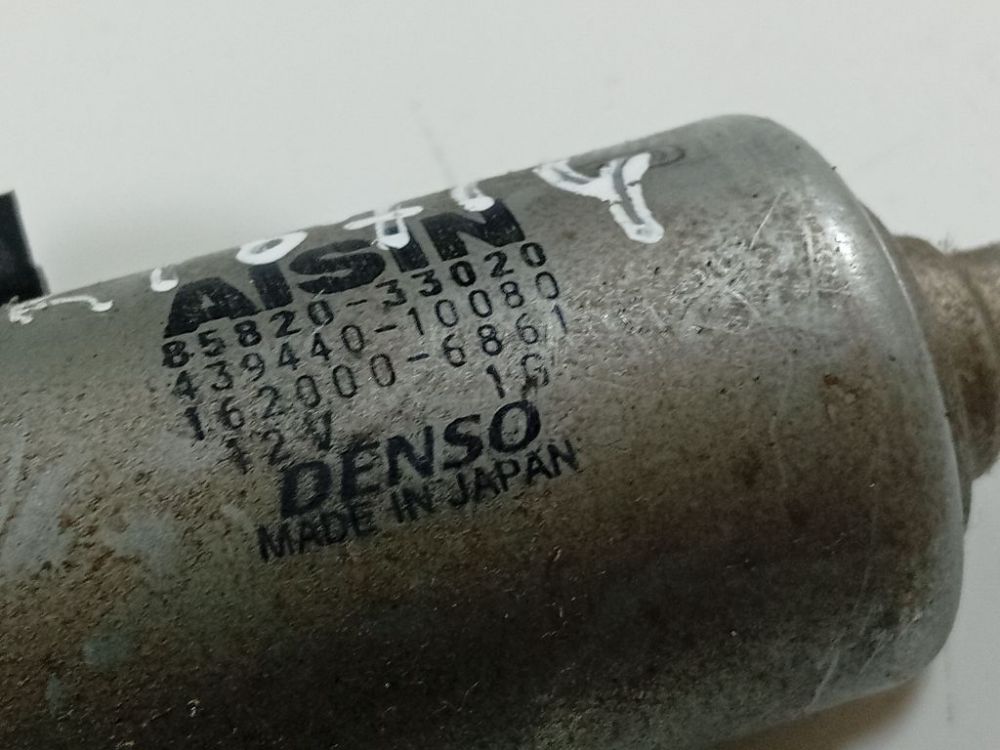 AISIN
85820-33020
439440-10080
162000-6861
12V 1G
DENSO
MADE IN JAPAN